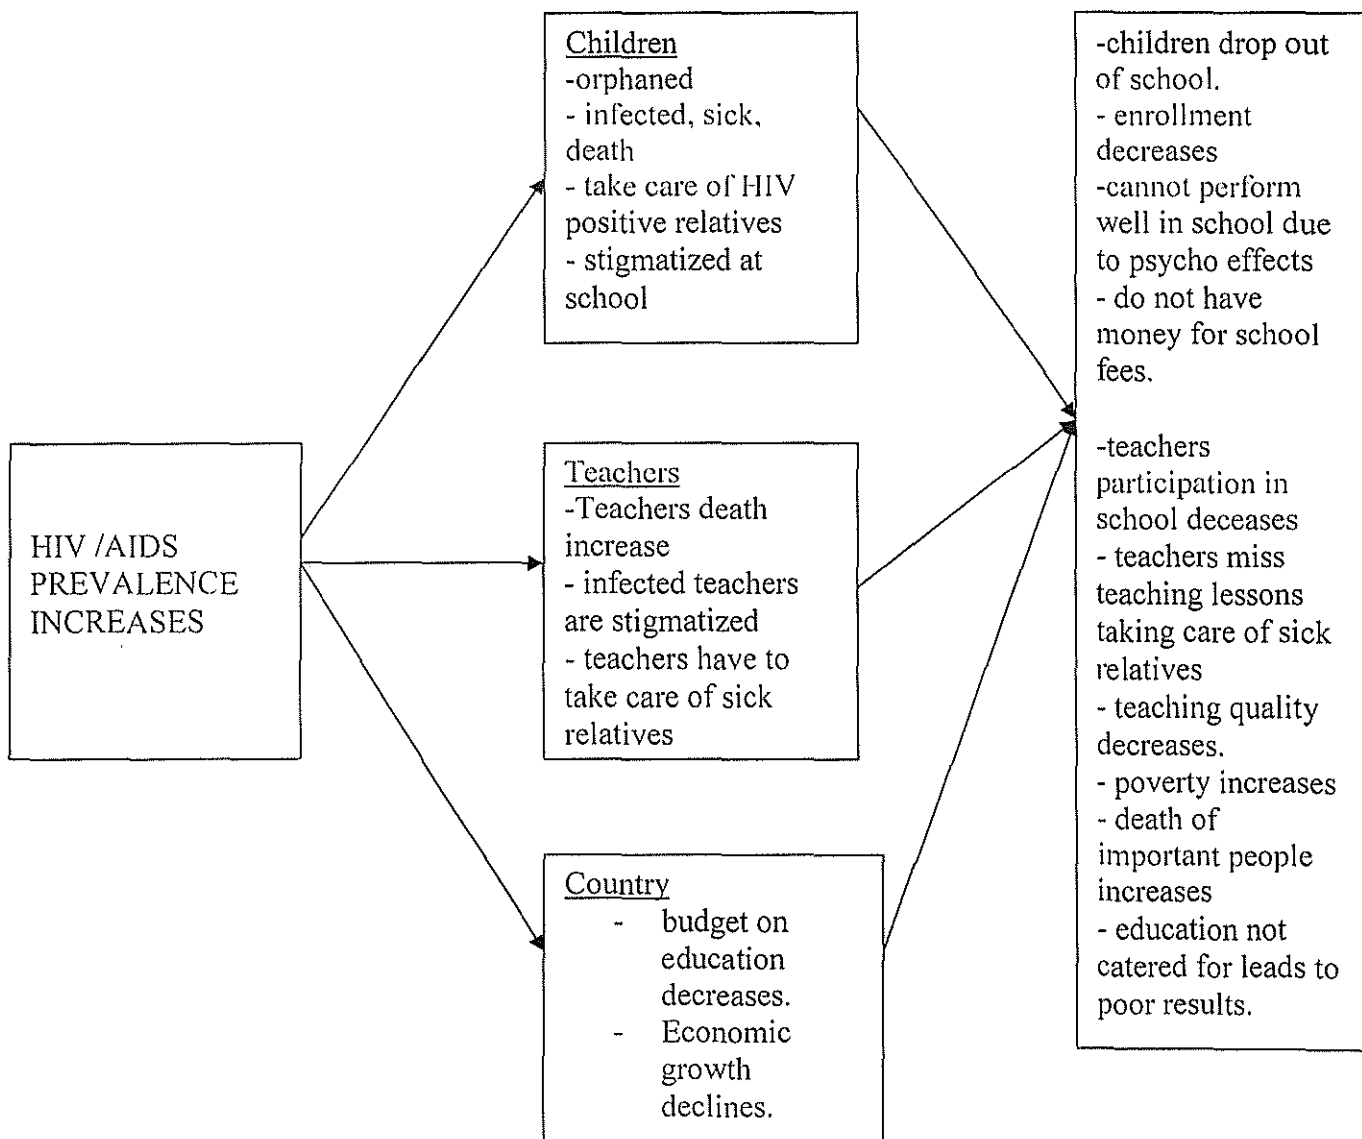 HIV /AIDS
PREVALENCE
INCREASES
Children
-orphaned
- infected, sick,
death
- take care of HIV
positive relatives
- stigmatized at
school
Teachers
-Teachers death
increase
- infected teachers
are stigmatized
- teachers have to
take care of sick
relatives
Country
- budget on
education
decreases.
- Economic
growth
declines.
-children drop out
of school.
- enrollment
decreases
-cannot perform
well in school due
to psycho effects
- do not have
money for school
fees.
-teachers
participation in
school deceases
- teachers miss
teaching lessons
taking care of sick
relatives
- teaching quality
decreases.
- poverty increases
- death of
important people
increases
- education not
catered for leads to
poor results.